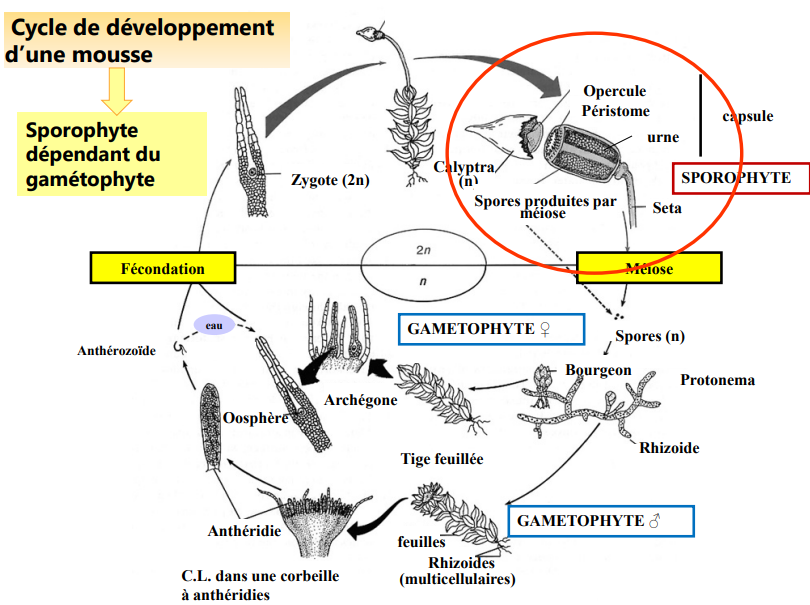 Cycle de développement
d'une mousse
Sporophyte
dépendant du
gamétophyte
Opercule
Péristome
capsule
urne
Calyptra
(n)
Zygote (2n)
SPOROPHYTE
Spores produites par
méiose
Seta
2n
n
Fécondation
Méiose
eau
GAMETOPHYTE ♀
Spores (n)
Anthérozoïde
Bourgeon
Protonema
Archégone
Oosphère
Rhizoide
Tige feuillée
GAMETOPHYTE ♂
Anthéridie
feuilles
Rhizoides
(multicellulaires)
C.L. dans une corbeille
à anthéridies